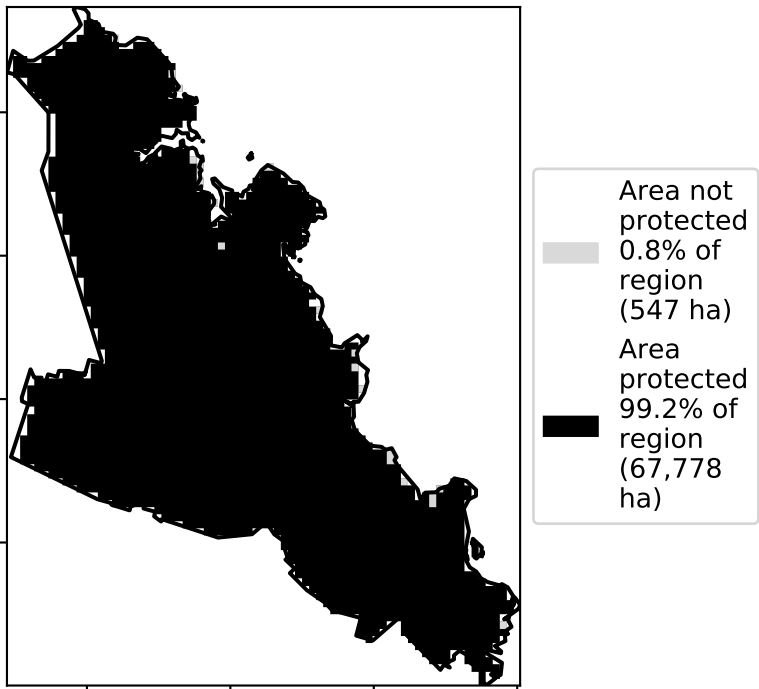 Area not
protected
0.8% of
region
(547 ha)
Area
protected
99.2% of
region
(67,778
ha)